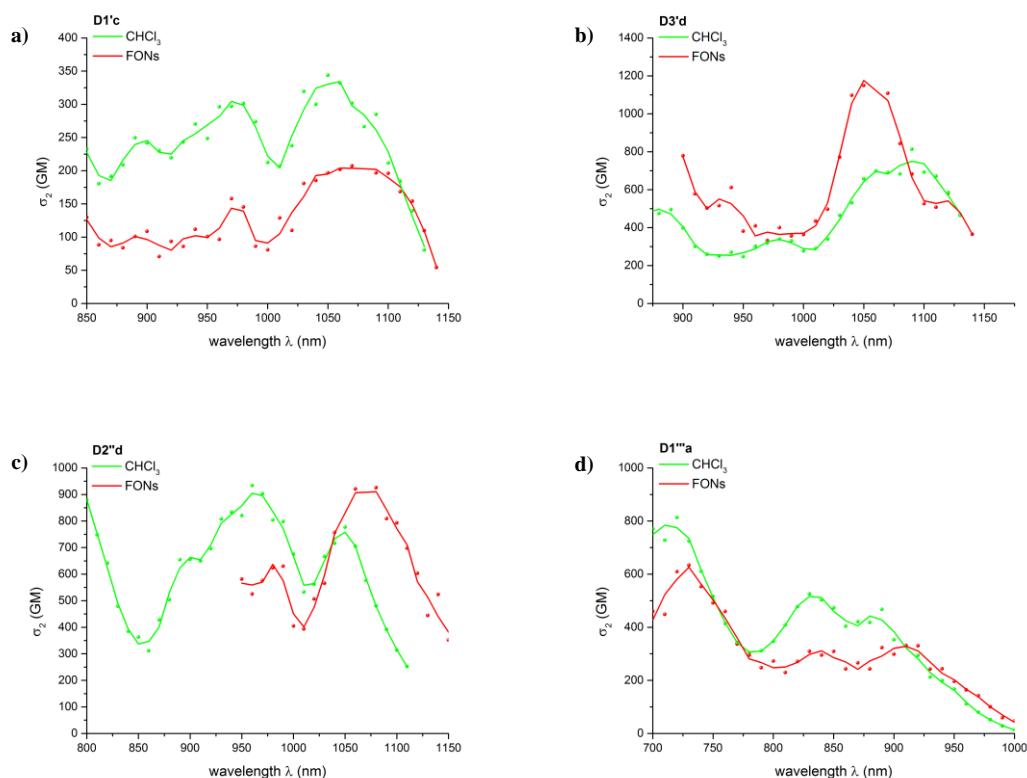 a)
D1'c
CHCl₃
FONs
400
350
300
250
200
150
100
50
0
σ₂ (GM)
850 900 950 1000 1050 1100 1150
wavelength λ (nm)
b)
D3'd
CHCl₃
FONs
1400
1200
1000
800
600
400
200
0
σ₂ (GM)
900 950 1000 1050 1100 1150
wavelength λ (nm)
c)
D2''d
CHCl₃
FONs
1000
900
800
700
600
500
400
300
200
100
0
σ₂ (GM)
800 850 900 950 1000 1050 1100 1150
wavelength λ (nm)
d)
D1'''a
CHCl₃
FONs
1000
800
600
400
200
0
σ₂ (GM)
700 750 800 850 900 950 1000
wavelength λ (nm)